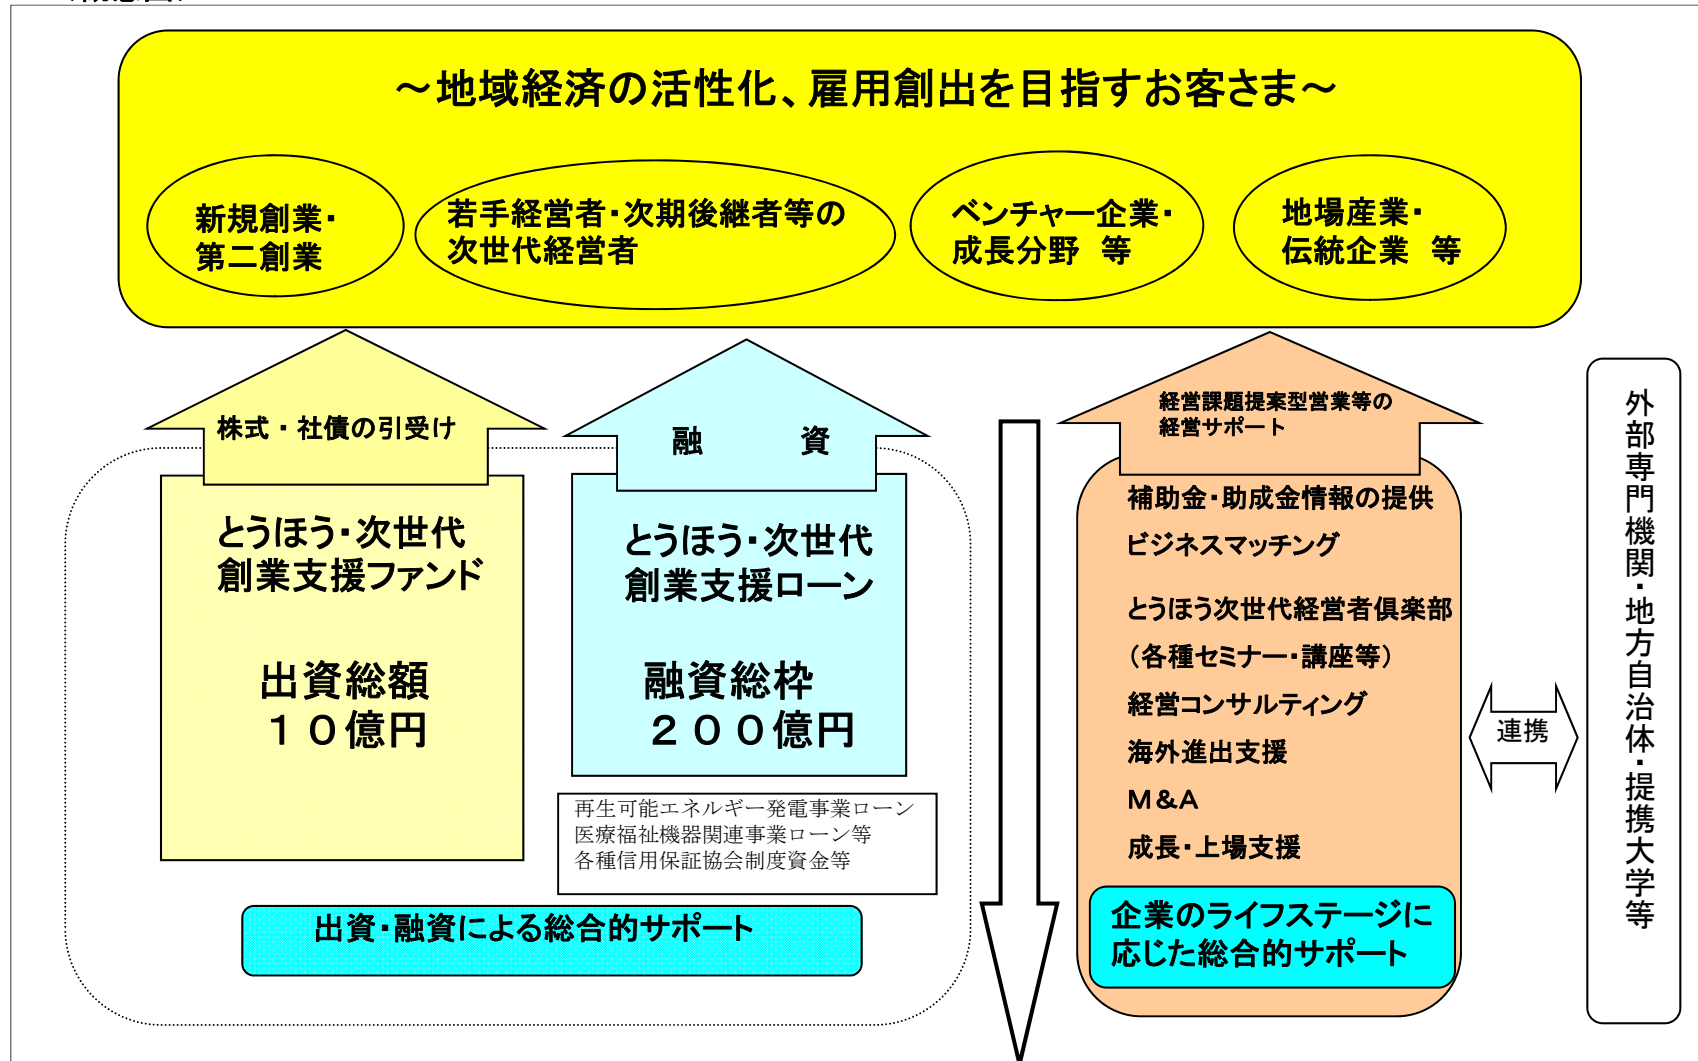 ～地域経済の活性化、雇用創出を目指すお客さま～
新規創業・
第二創業
若手経営者・次期後継者等の
次世代経営者
ベンチャー企業・
成長分野　等
地場産業・
伝統企業　等
株式・社債の引受け
融　　資
経営課題提案型営業等の
経営サポート
とうほう・次世代
創業支援ファンド
出資総額
１０億円
とうほう・次世代
創業支援ローン
融資総枠
２００億円
再生可能エネルギー発電事業ローン
医療福祉機器関連事業ローン等
各種信用保証協会制度資金等
出資・融資による総合的サポート
補助金・助成金情報の提供
ビジネスマッチング
とうほう次世代経営者倶楽部
（各種セミナー・講座等）
経営コンサルティング
海外進出支援
Ｍ＆Ａ
成長・上場支援
企業のライフステージに
応じた総合的サポート
連携
外部専門機関・地方自治体・提携大学等